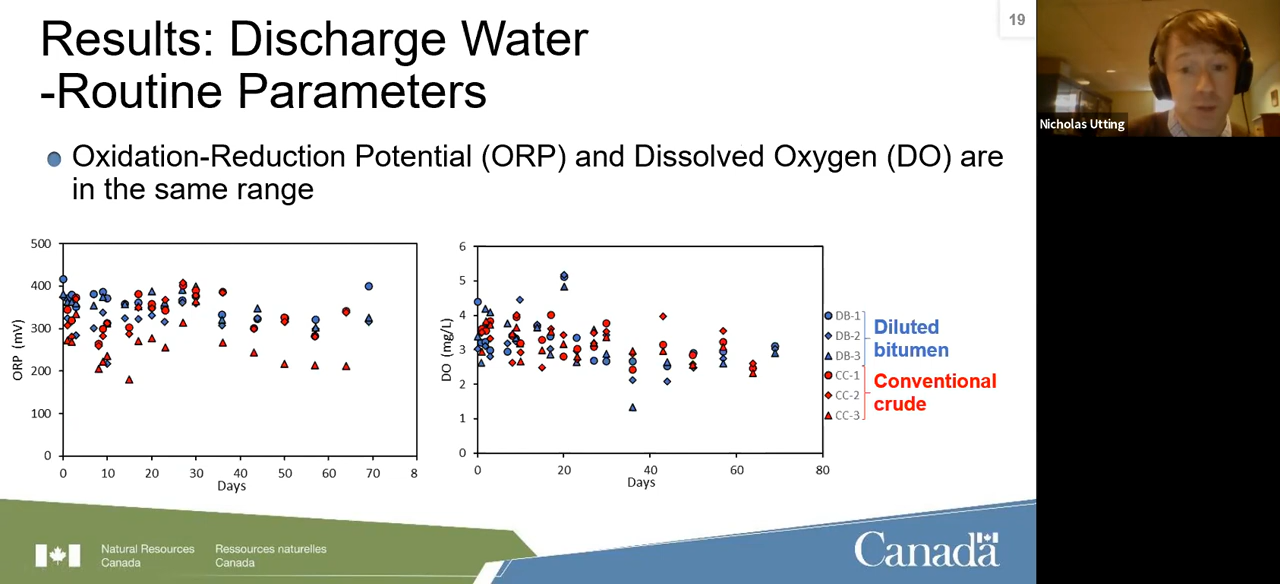 19
Results: Discharge Water
-Routine Parameters
Oxidation-Reduction Potential (ORP) and Dissolved Oxygen (DO) are
in the same range
500
400
300
200
100
0
ORP (mV)
0 10 20 30 40 50 60 70 8
Days
6
5
4
3
2
1
0
DO (mg/L)
0 20 40 60 80
Days
DB-1
DB-2
DB-3
CC-1
CC-2
CC-3
Diluted
bitumen
Conventional
crude
Natural Resources
Canada
Ressources naturelles
Canada
Canada
Nicholas Utting